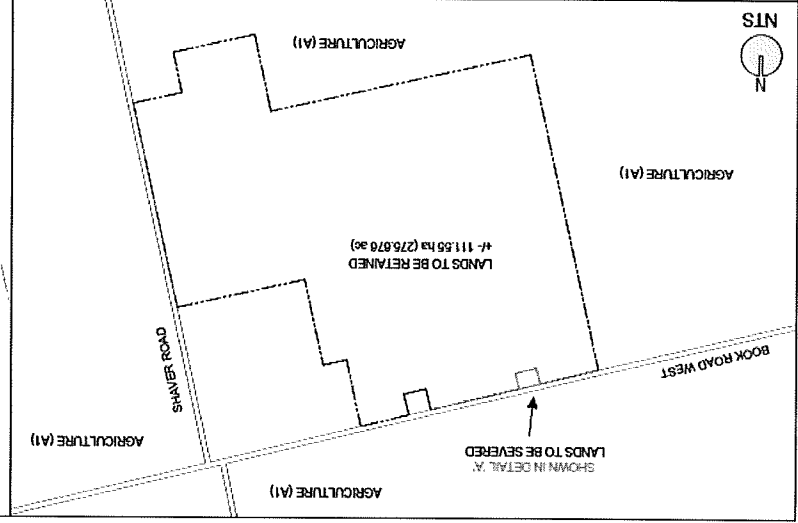 AGRICULTURE (A1)
SHOWN IN DETAIL 'A'.
LANDS TO BE SEVERED
AGRICULTURE (A1)
BOOK ROAD WEST
SHAVER ROAD
LANDS TO BE RETAINED
+/- 111.55 ha (275.676 ac)
AGRICULTURE (A1)
AGRICULTURE (A1)
N
NTS